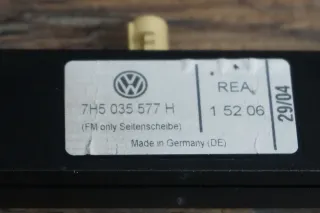 7H5 035 577 H
(FM only Seitenscheibe)
Made in Germany (DE)
REA
1 52 06
29/04